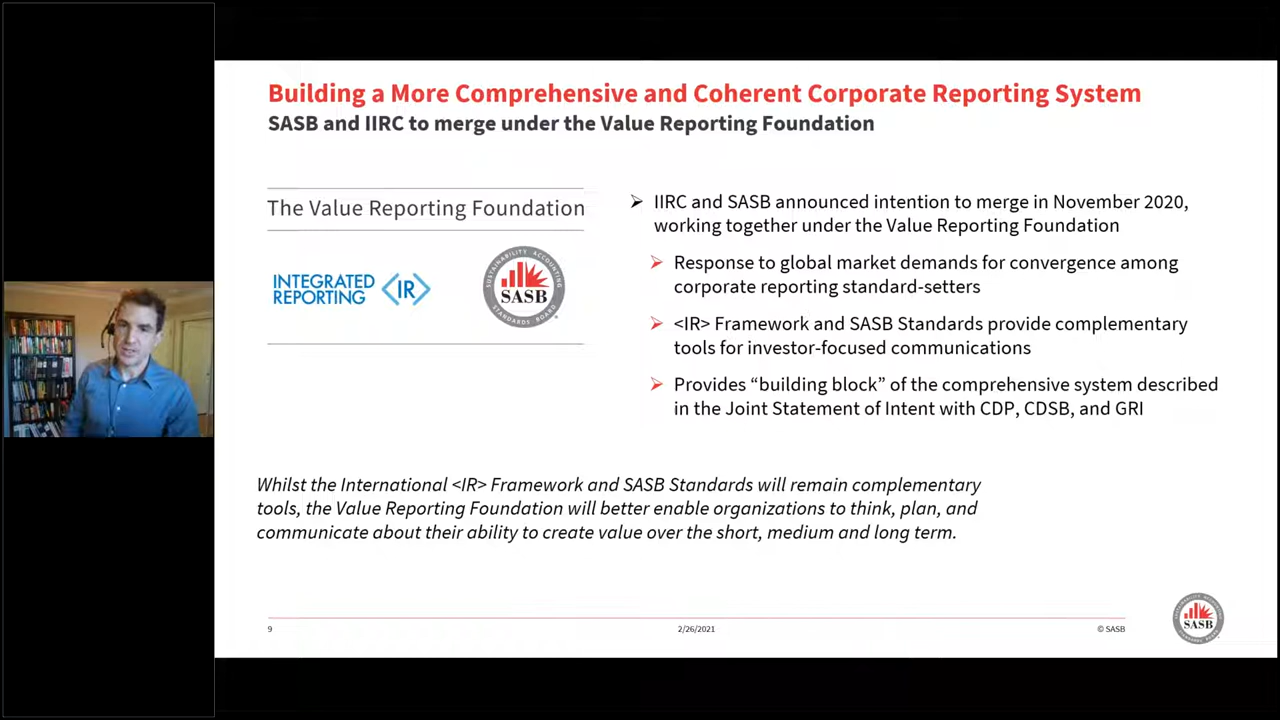 Building a More Comprehensive and Coherent Corporate Reporting System
SASB and IIRC to merge under the Value Reporting Foundation
The Value Reporting Foundation
INTEGRATED
REPORTING
<IR>
SUSTAINABILITY ACCOUNTING
SASB
STANDARDS BOARD
IIRC and SASB announced intention to merge in November 2020,
working together under the Value Reporting Foundation
Response to global market demands for convergence among
corporate reporting standard-setters
<IR> Framework and SASB Standards provide complementary
tools for investor-focused communications
Provides “building block” of the comprehensive system described
in the Joint Statement of Intent with CDP, CDSB, and GRI
Whilst the International <IR> Framework and SASB Standards will remain complementary
tools, the Value Reporting Foundation will better enable organizations to think, plan, and
communicate about their ability to create value over the short, medium and long term.
9
2/26/2021
© SASB
SASB